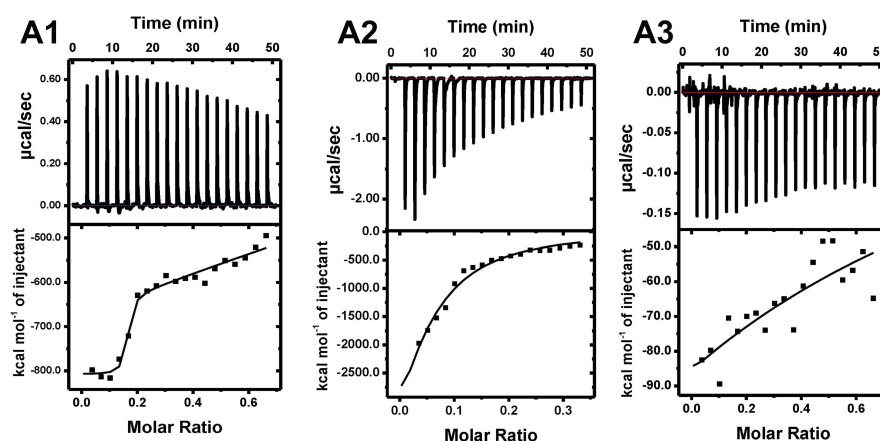 A1
Time (min)
0 10 20 30 40 50
µcal/sec
0.60
0.40
0.20
0.00
kcal mol⁻¹ of injectant
-500.0
-600.0
-700.0
-800.0
0.0 0.2 0.4 0.6
Molar Ratio
A2
Time (min)
0 10 20 30 40 50
µcal/sec
0.00
-1.00
-2.00
kcal mol⁻¹ of injectant
0.0
-500.0
-1000.0
-1500.0
-2000.0
-2500.0
0.0 0.1 0.2 0.3
Molar Ratio
A3
Time (min)
0 10 20 30 40 50
µcal/sec
0.00
-0.05
-0.10
-0.15
kcal mol⁻¹ of injectant
-50.0
-60.0
-70.0
-80.0
-90.0
0.0 0.2 0.4 0.6
Molar Ratio